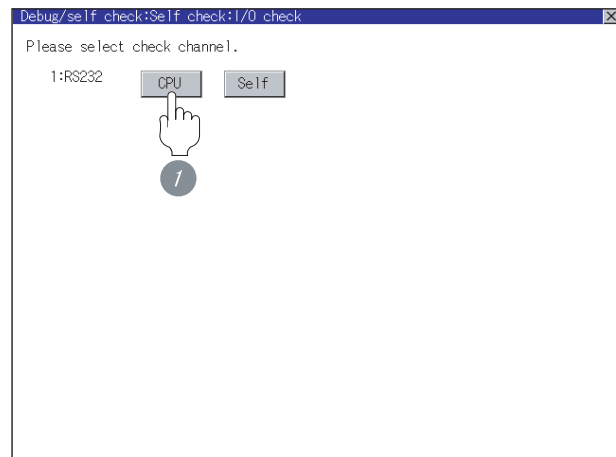 Debug/self check:Self check:I/O check
Please select check channel.
1:RS232 CPU Self
1